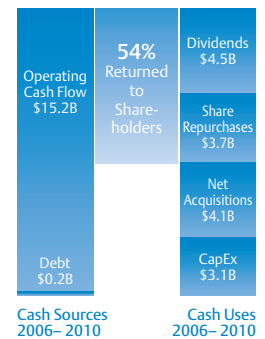 Operating
Cash Flow
$15.2B
Debt
$0.2B
54%
Returned
to
Share-
holders
Dividends
$4.5B
Share
Repurchases
$3.7B
Net
Acquisitions
$4.1B
CapEx
$3.1B
Cash Sources
2006– 2010
Cash Uses
2006– 2010